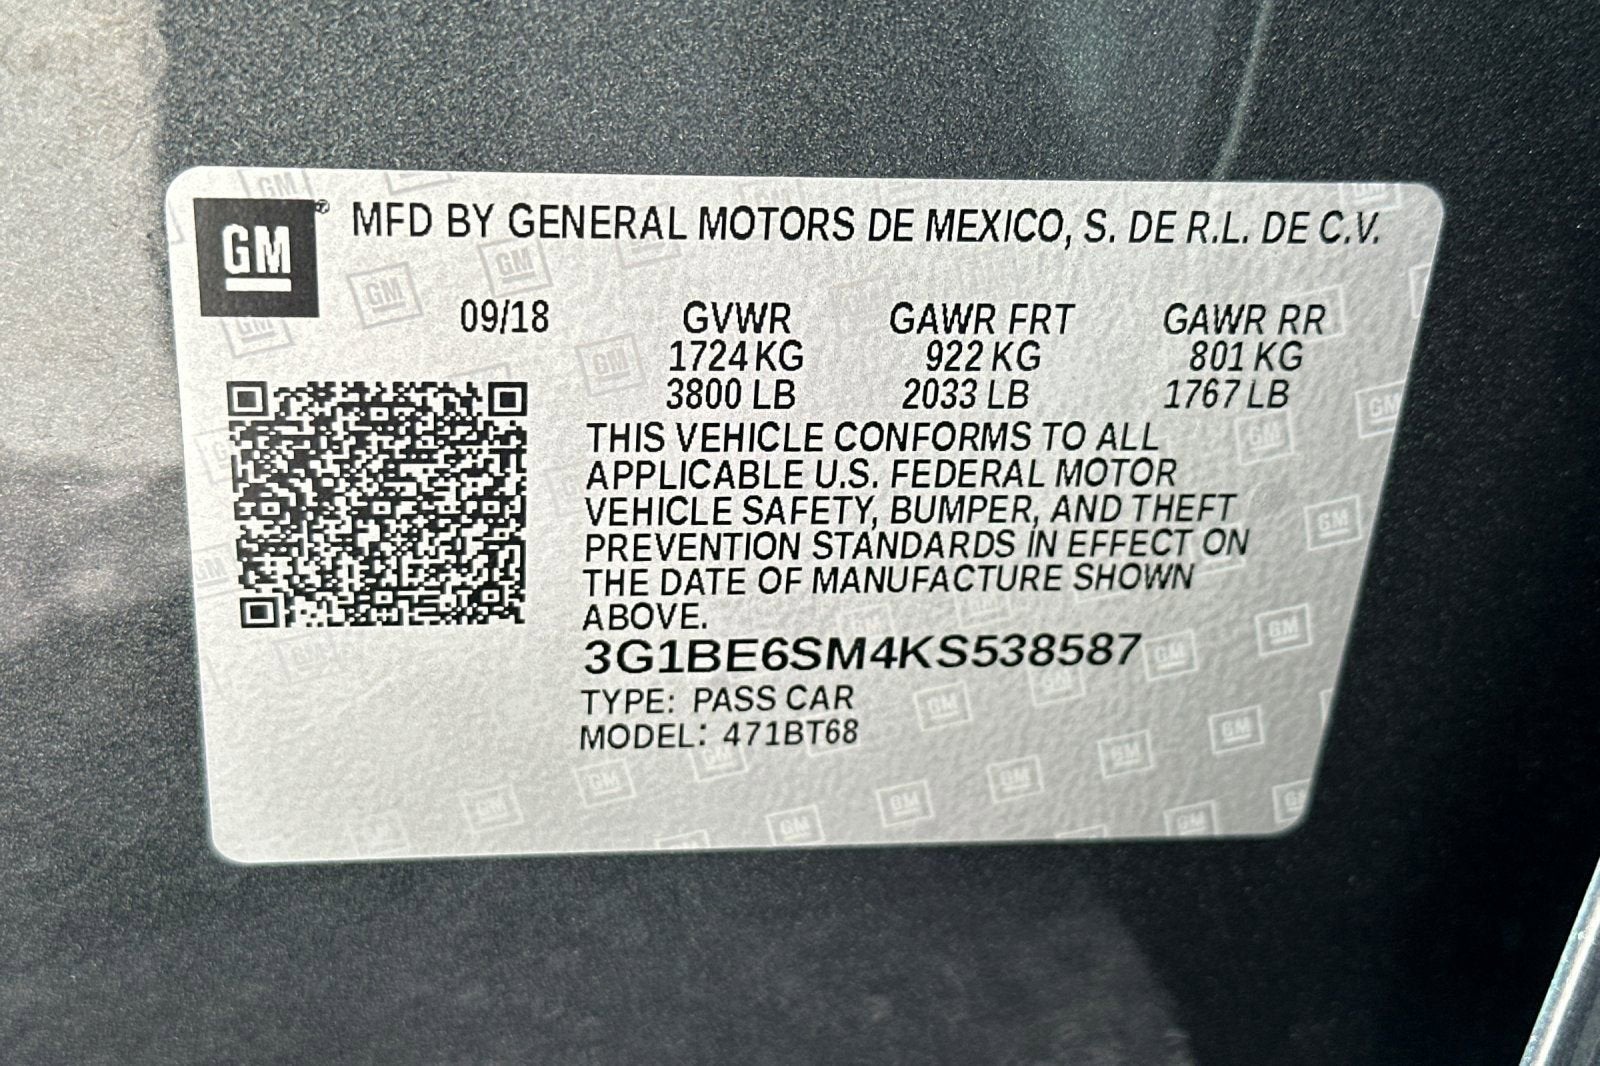 GM ® MFD BY GENERAL MOTORS DE MEXICO, S. DE R.L. DE C.V.
09/18 GVWR GAWR FRT GAWR RR
1724 KG 922 KG 801 KG
3800 LB 2033 LB 1767 LB
THIS VEHICLE CONFORMS TO ALL
APPLICABLE U.S. FEDERAL MOTOR
VEHICLE SAFETY, BUMPER, AND THEFT
PREVENTION STANDARDS IN EFFECT ON
THE DATE OF MANUFACTURE SHOWN
ABOVE.
3G1BE6SM4KS538587
TYPE: PASS CAR
MODEL: 471BT68